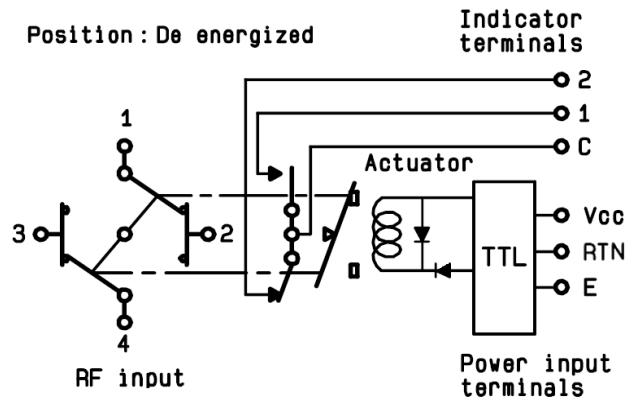 Position : De energized
Indicator
terminals
2
1
C
1
Actuator
3
2
Vcc
TTL
RTN
E
4
RF input
Power input
terminals